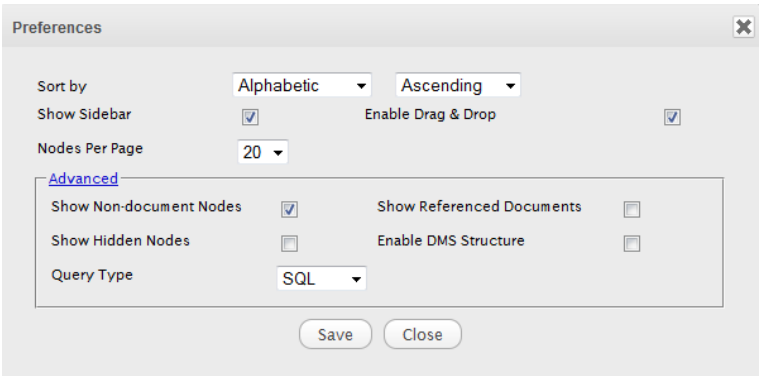 Preferences
Sort by Alphabetic Ascending
Show Sidebar Enable Drag & Drop
Nodes Per Page 20
Advanced
Show Non-document Nodes Show Referenced Documents
Show Hidden Nodes Enable DMS Structure
Query Type SQL
Save Close